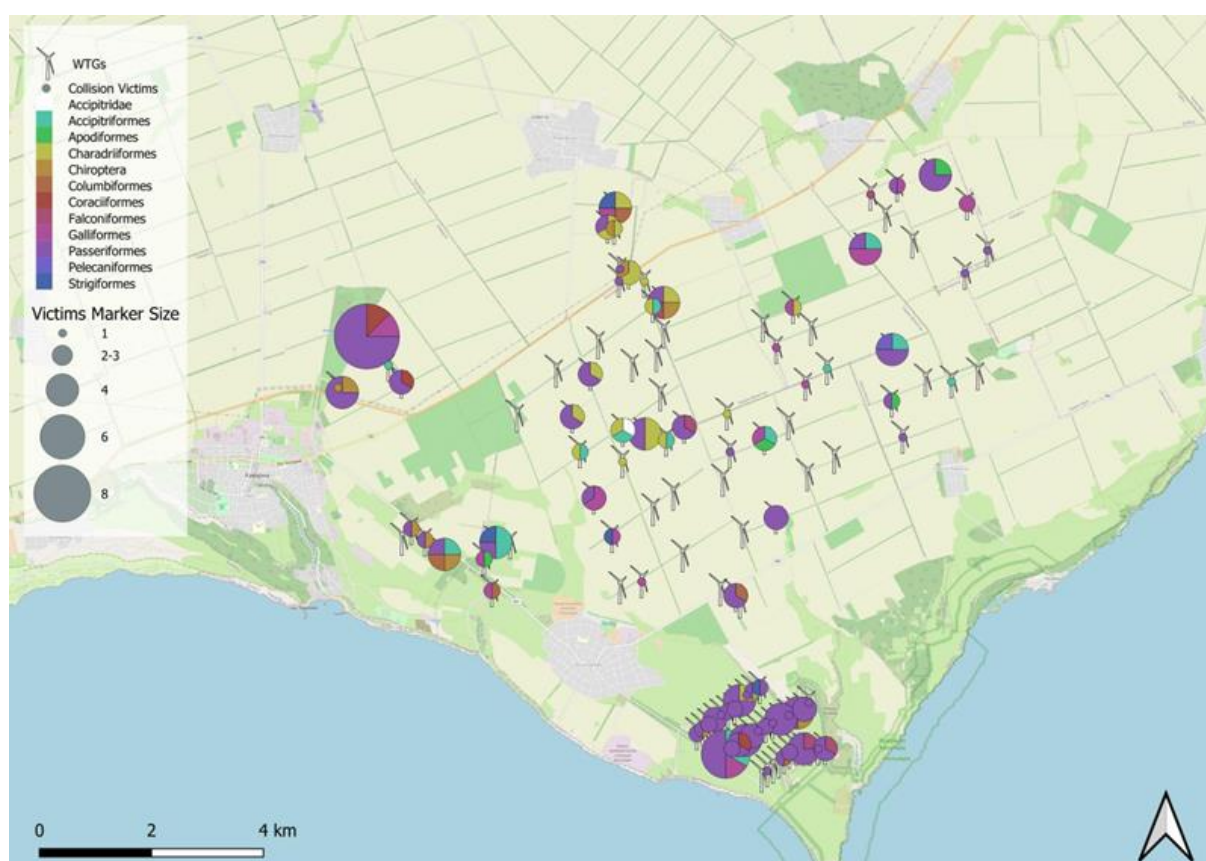 WTGs
Collision Victims
Accipitridae
Accipitriformes
Apodiformes
Charadriiformes
Chiroptera
Columbiformes
Coraciiformes
Falconiformes
Galliformes
Passeriformes
Pelecaniformes
Strigiformes
Victims Marker Size
1
2-3
4
6
8
0 2 4 km